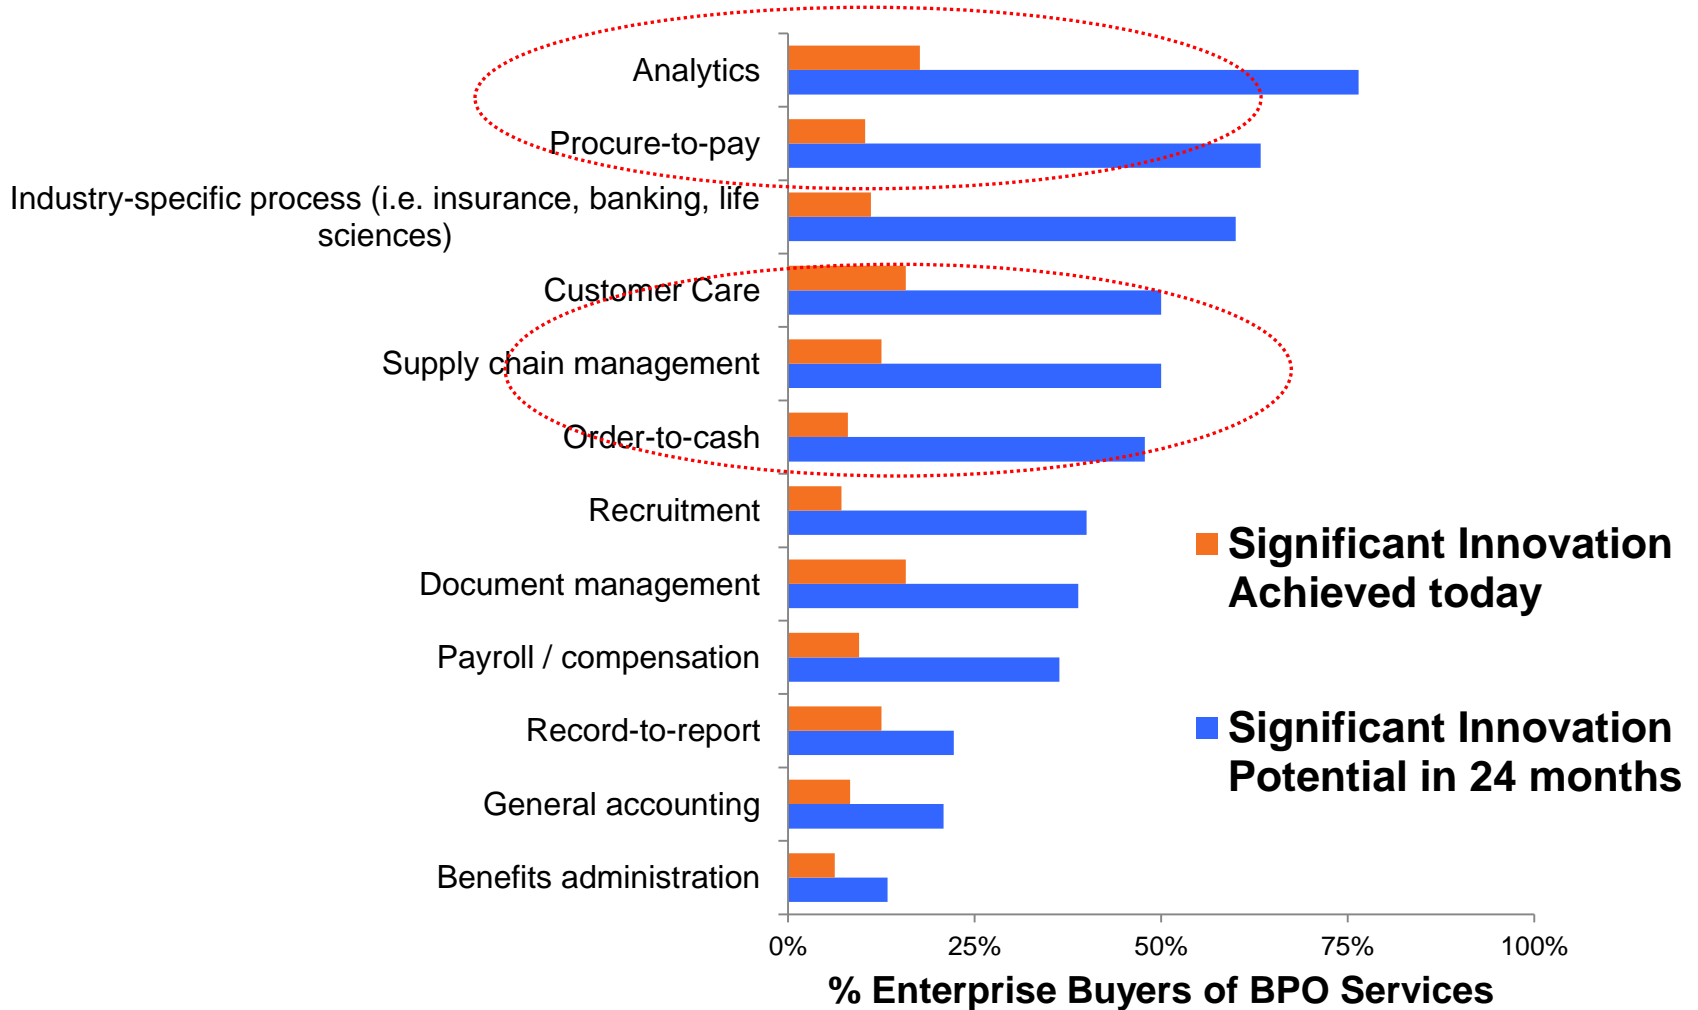 Analytics
Procure-to-pay
Industry-specific process (i.e. insurance, banking, life
sciences)
Customer Care
Supply chain management
Order-to-cash
Recruitment
Document management
Payroll / compensation
Record-to-report
General accounting
Benefits administration
Significant Innovation
Achieved today
Significant Innovation
Potential in 24 months
0% 25% 50% 75% 100%
% Enterprise Buyers of BPO Services